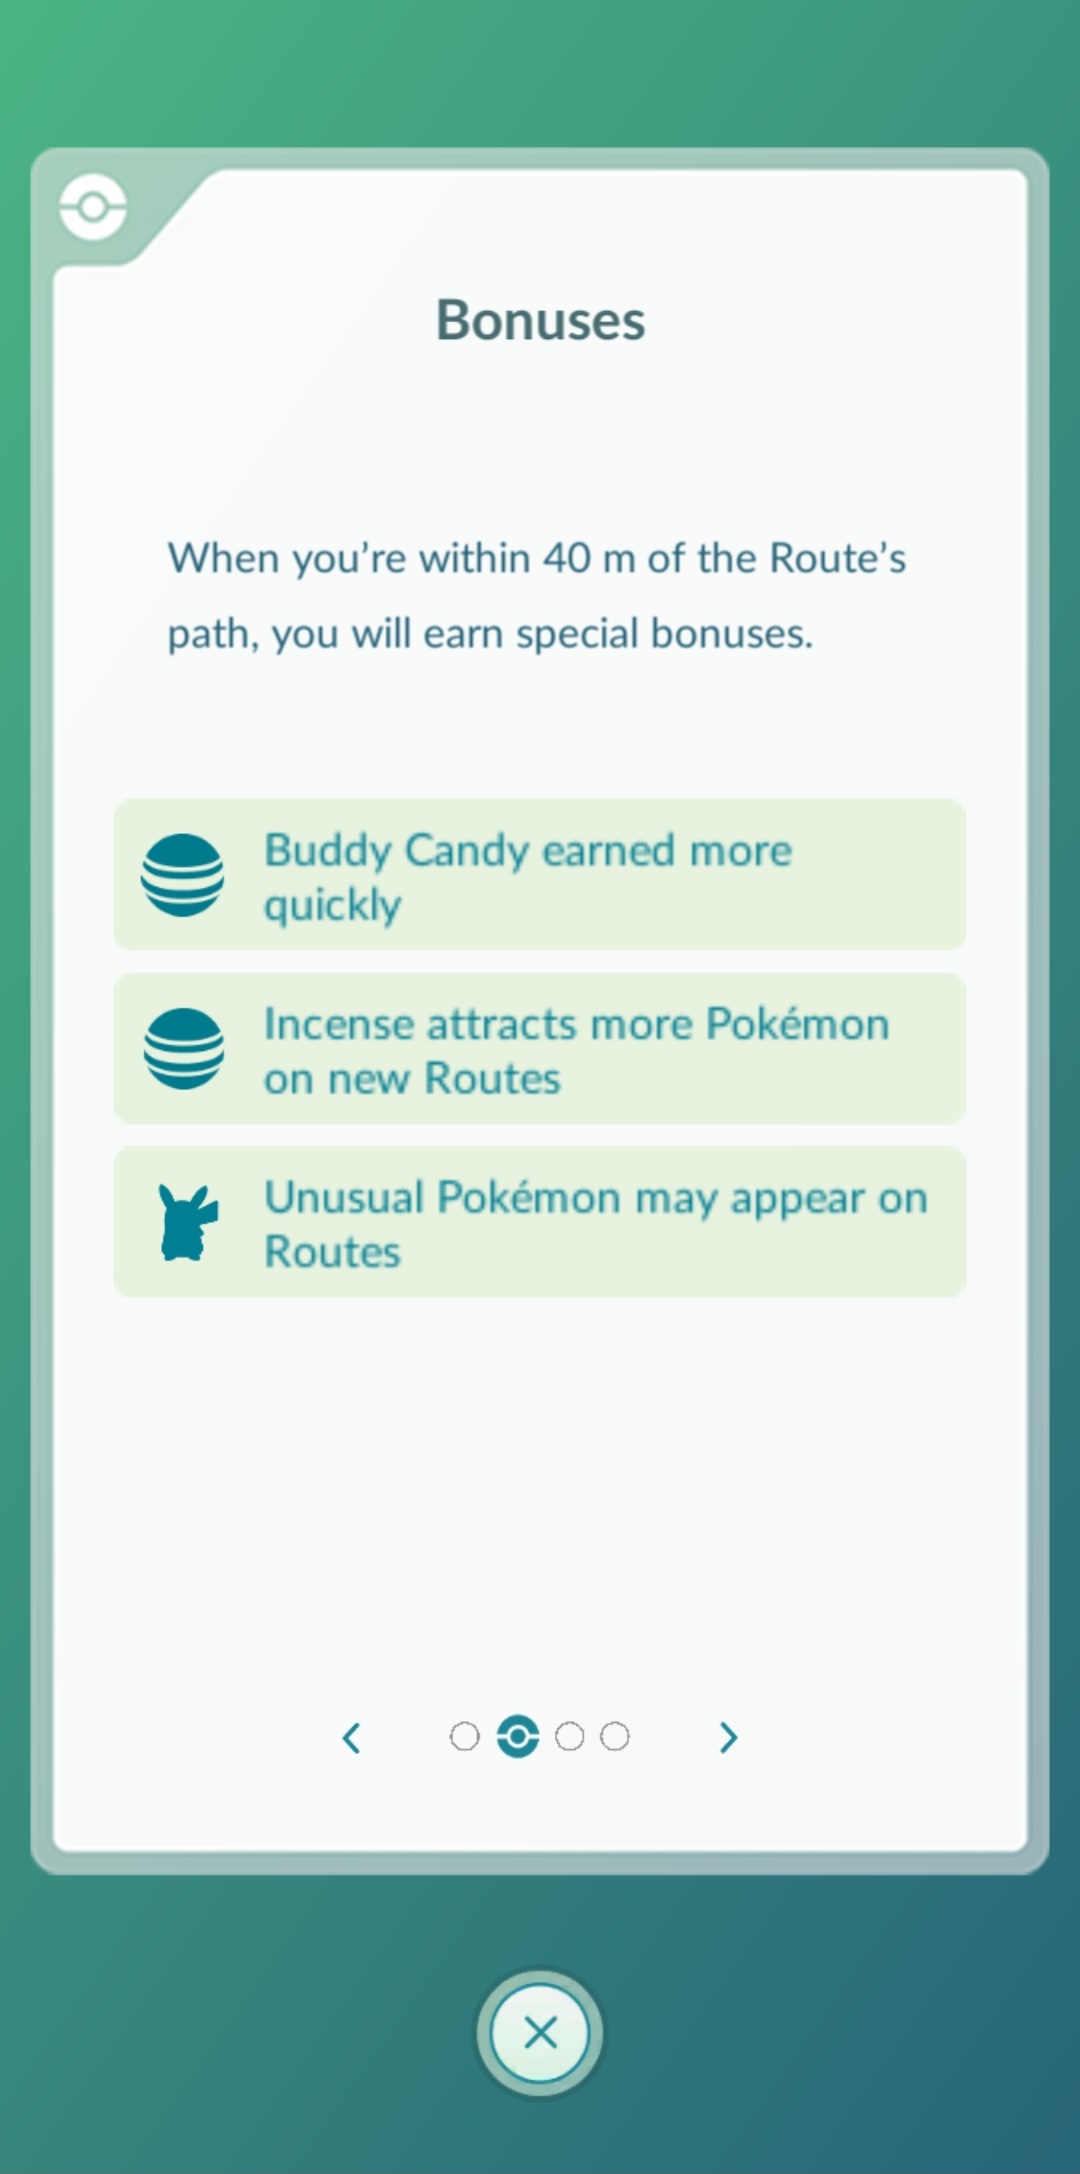 Bonuses
When you’re within 40 m of the Route’s
path, you will earn special bonuses.
Buddy Candy earned more
quickly
Incense attracts more Pokémon
on new Routes
Unusual Pokémon may appear on
Routes